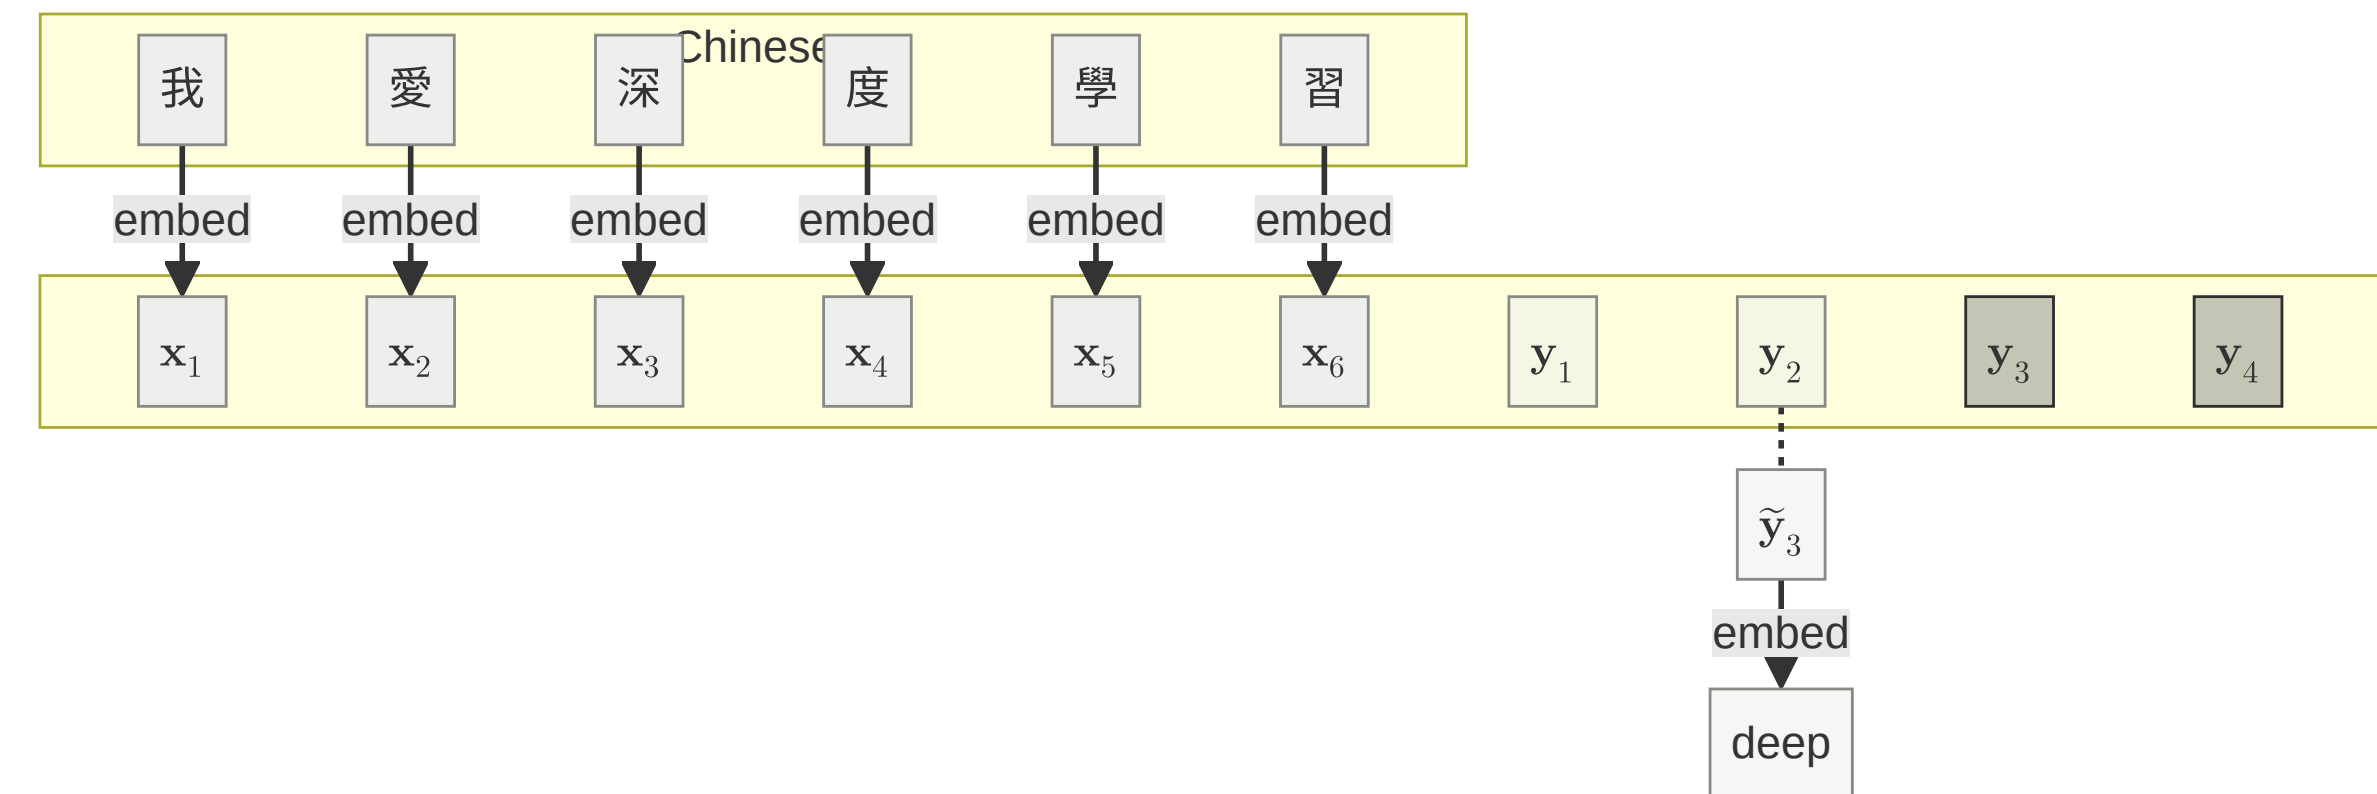 Chinese
我 愛 深 度 學 習
embed embed embed embed embed embed
x₁ x₂ x₃ x₄ x₅ x₆ y₁ y₂ y₃ y₄
ỹ₃
embed
deep